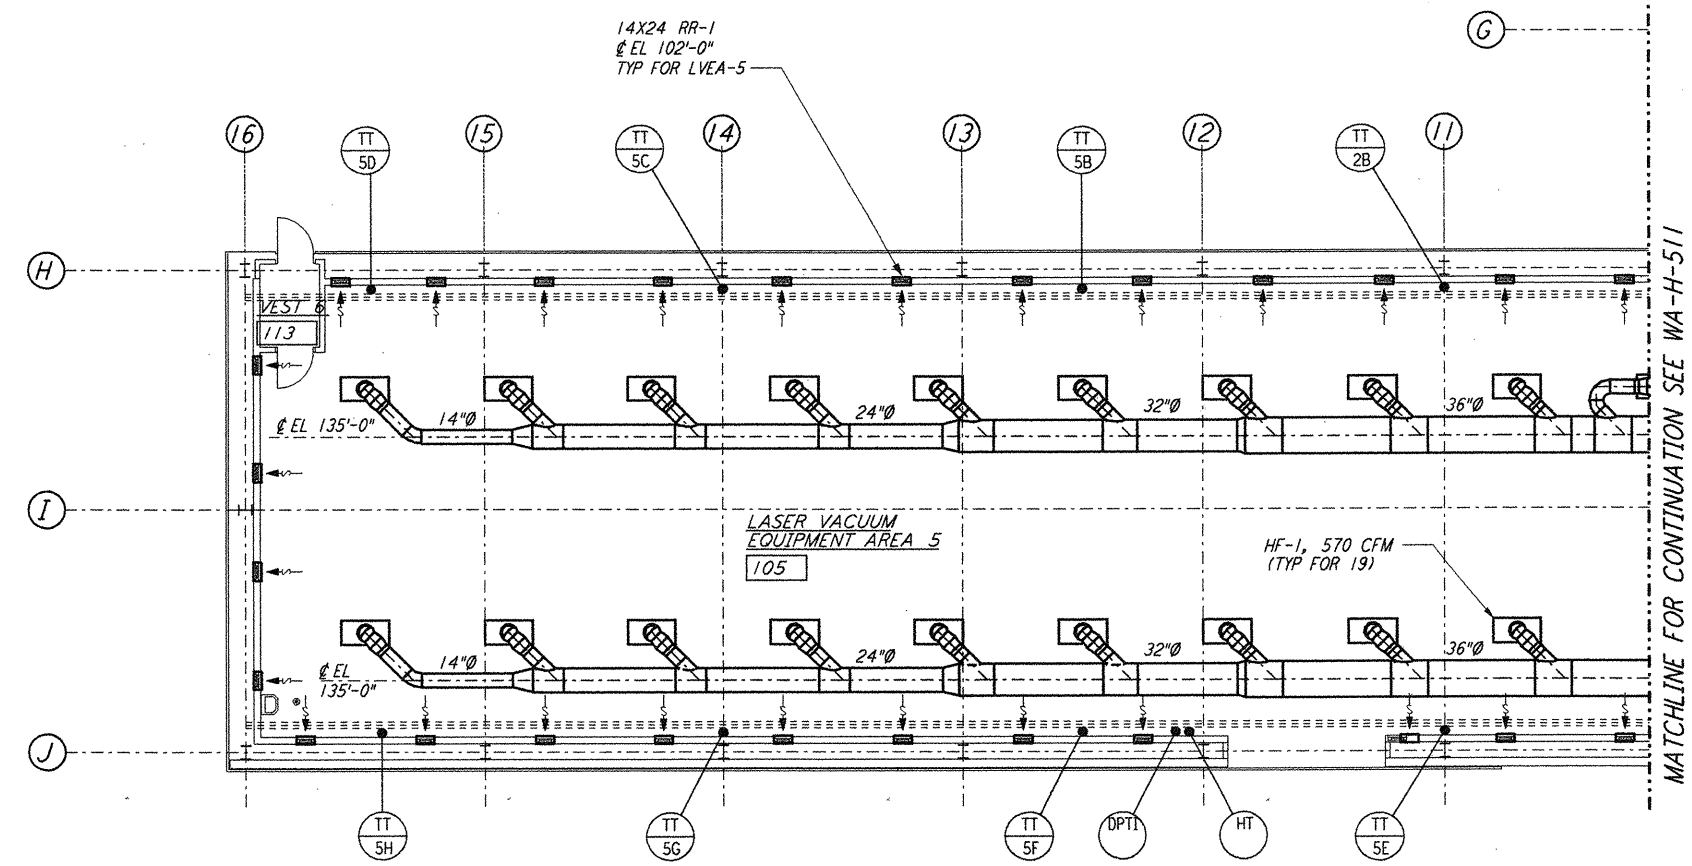 14X24 RR-1
℄ EL 102'-0"
TYP FOR LVEA-5
G
16
TT
5D
15
TT
5C
14
13
TT
5B
12
TT
2B
11
H
VEST 6
113
14"Ø
24"Ø
32"Ø
36"Ø
℄ EL 135'-0"
I
LASER VACUUM
EQUIPMENT AREA 5
105
HF-1, 570 CFM
(TYP FOR 19)
14"Ø
24"Ø
32"Ø
36"Ø
℄ EL
135'-0"
J
TT
5H
TT
5G
TT
5F
DPTI
HT
TT
5E
MATCHLINE FOR CONTINUATION SEE WA-H-511